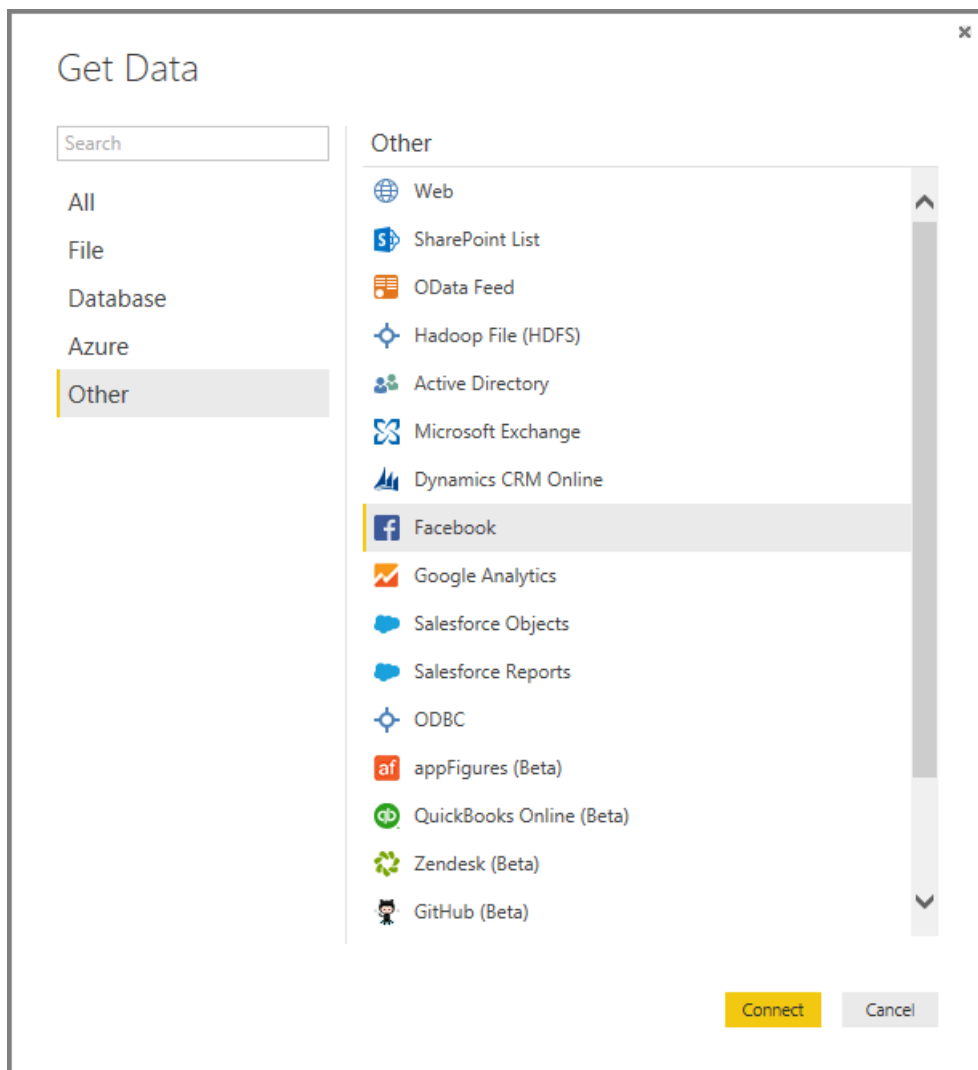 Get Data
Search
All
File
Database
Azure
Other
Other
Web
SharePoint List
OData Feed
Hadoop File (HDFS)
Active Directory
Microsoft Exchange
Dynamics CRM Online
Facebook
Google Analytics
Salesforce Objects
Salesforce Reports
ODBC
appFigures (Beta)
QuickBooks Online (Beta)
Zendesk (Beta)
GitHub (Beta)
Connect
Cancel